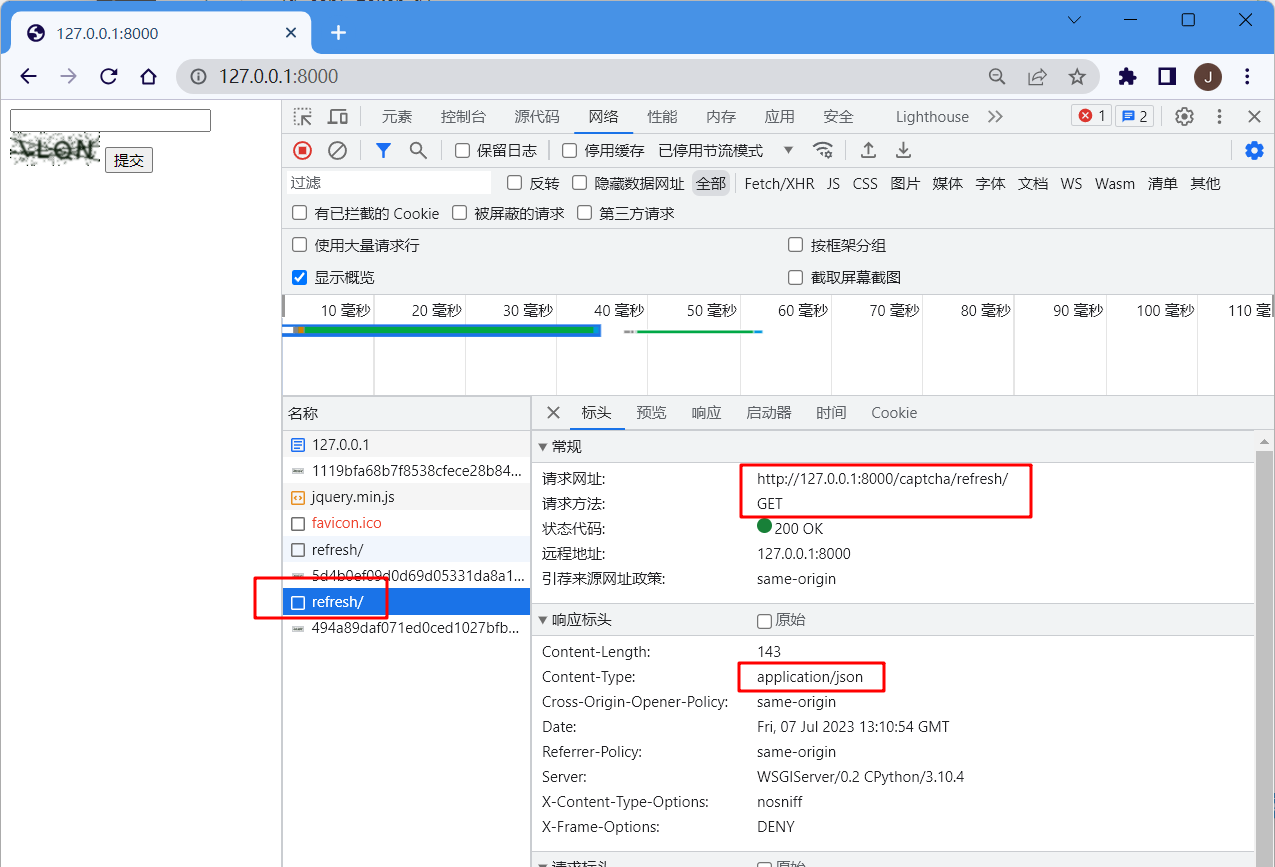 127.0.0.1:8000
127.0.0.1:8000
J
提交
元素 控制台 源代码 网络 性能 内存 应用 安全 Lighthouse 1 2
保留日志 停用缓存 已停用节流模式
过滤 反转 隐藏数据网址 全部 Fetch/XHR JS CSS 图片 媒体 字体 文档 WS Wasm 清单 其他
有已拦截的 Cookie 被屏蔽的请求 第三方请求
使用大量请求行 按框架分组
显示概览 截取屏幕截图
10 毫秒 20 毫秒 30 毫秒 40 毫秒 50 毫秒 60 毫秒 70 毫秒 80 毫秒 90 毫秒 100 毫秒 110 毫
名称
127.0.0.1
1119bfa68b7f8538cfece28b84...
jquery.min.js
favicon.ico
refresh/
5d4b0ef09d0d69d05331da8a1...
refresh/
494a89daf071ed0ced1027bfb...
标头 预览 响应 启动器 时间 Cookie
常规
请求网址: http://127.0.0.1:8000/captcha/refresh/
请求方法: GET
状态代码: 200 OK
远程地址: 127.0.0.1:8000
引荐来源网址政策: same-origin
响应标头 原始
Content-Length: 143
Content-Type: application/json
Cross-Origin-Opener-Policy: same-origin
Date: Fri, 07 Jul 2023 13:10:54 GMT
Referrer-Policy: same-origin
Server: WSGIServer/0.2 CPython/3.10.4
X-Content-Type-Options: nosniff
X-Frame-Options: DENY
请求标头 原始